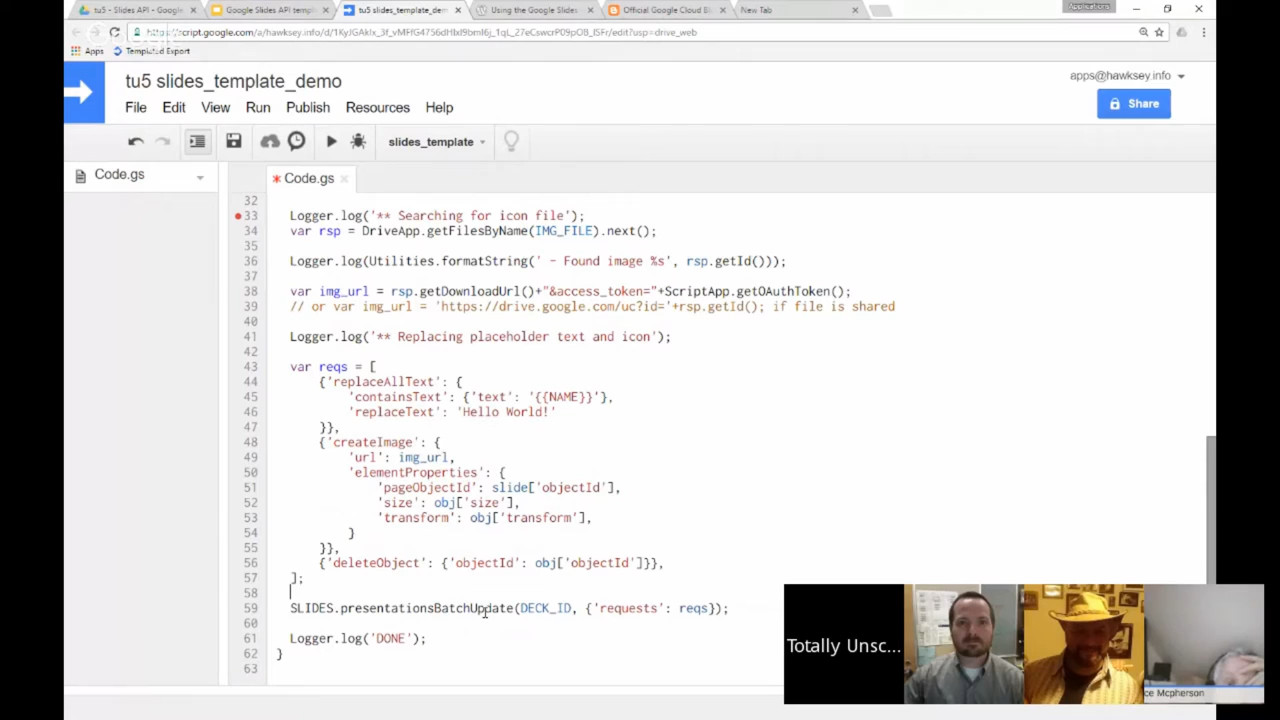 tu5 - Slides API - Google
Google Slides API templ
tu5 slides_template_dem
Using the Google Slides
Official Google Cloud Bl
New Tab
Applications
Apps
Templated Export
tu5 slides_template_demo
apps@hawksey.info
File Edit View Run Publish Resources Help
Share
slides_template
Code.gs
Code.gs
32
33 Logger.log('** Searching for icon file');
34 var rsp = DriveApp.getFilesByName(IMG_FILE).next();
35
36 Logger.log(Utilities.formatString(' - Found image %s', rsp.getId()));
37
38 var img_url = rsp.getDownloadUrl()+"&access_token="+ScriptApp.getOAuthToken();
39 // or var img_url = 'https://drive.google.com/uc?id='+rsp.getId(); if file is shared
40
41 Logger.log('** Replacing placeholder text and icon');
42
43 var reqs = [
44 {'replaceAllText': {
45 'containsText': {'text': '{{NAME}}'},
46 'replaceText': 'Hello World!'
47 }},
48 {'createImage': {
49 'url': img_url,
50 'elementProperties': {
51 'pageObjectId': slide['objectId'],
52 'size': obj['size'],
53 'transform': obj['transform'],
54 }
55 }},
56 {'deleteObject': {'objectId': obj['objectId']}},
57 ];
58
59 SLIDES.presentationsBatchUpdate(DECK_ID, {'requests': reqs});
60
61 Logger.log('DONE');
62 }
63
Totally Unsc...
ce Mcpherson